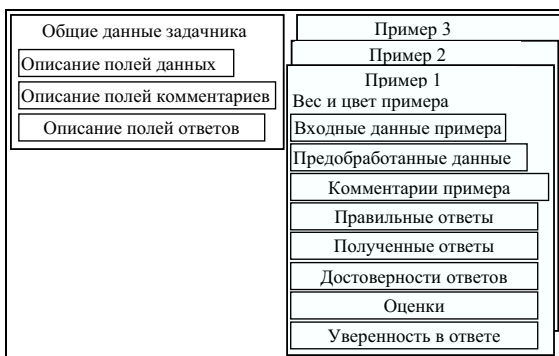 Общие данные задачника
Описание полей данных
Описание полей комментариев
Описание полей ответов
Пример 3
Пример 2
Пример 1
Вес и цвет примера
Входные данные примера
Предобработанные данные
Комментарии примера
Правильные ответы
Полученные ответы
Достоверности ответов
Оценки
Уверенность в ответе